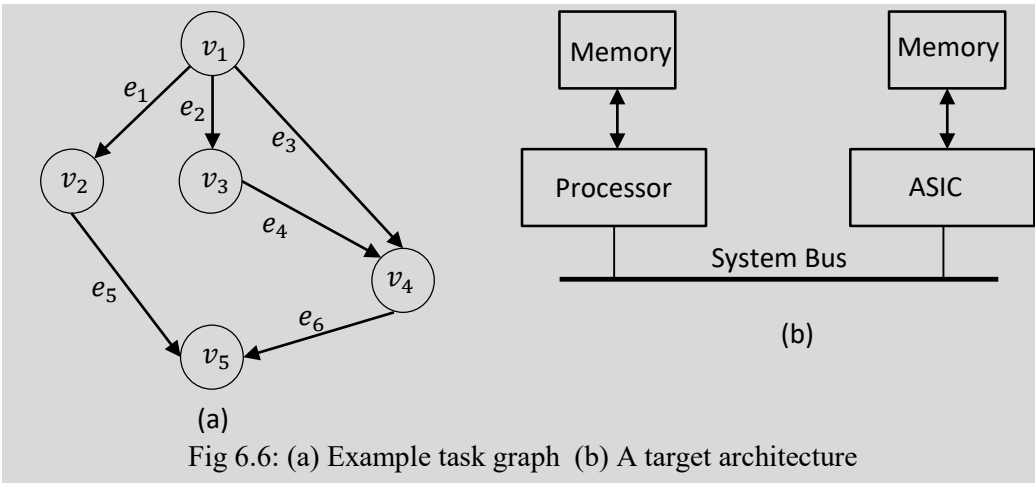 v₁
e₁
e₂
e₃
v₂
v₃
e₄
v₄
e₅
e₆
v₅
(a)
Memory
Memory
Processor
ASIC
System Bus
(b)
Fig 6.6: (a) Example task graph (b) A target architecture